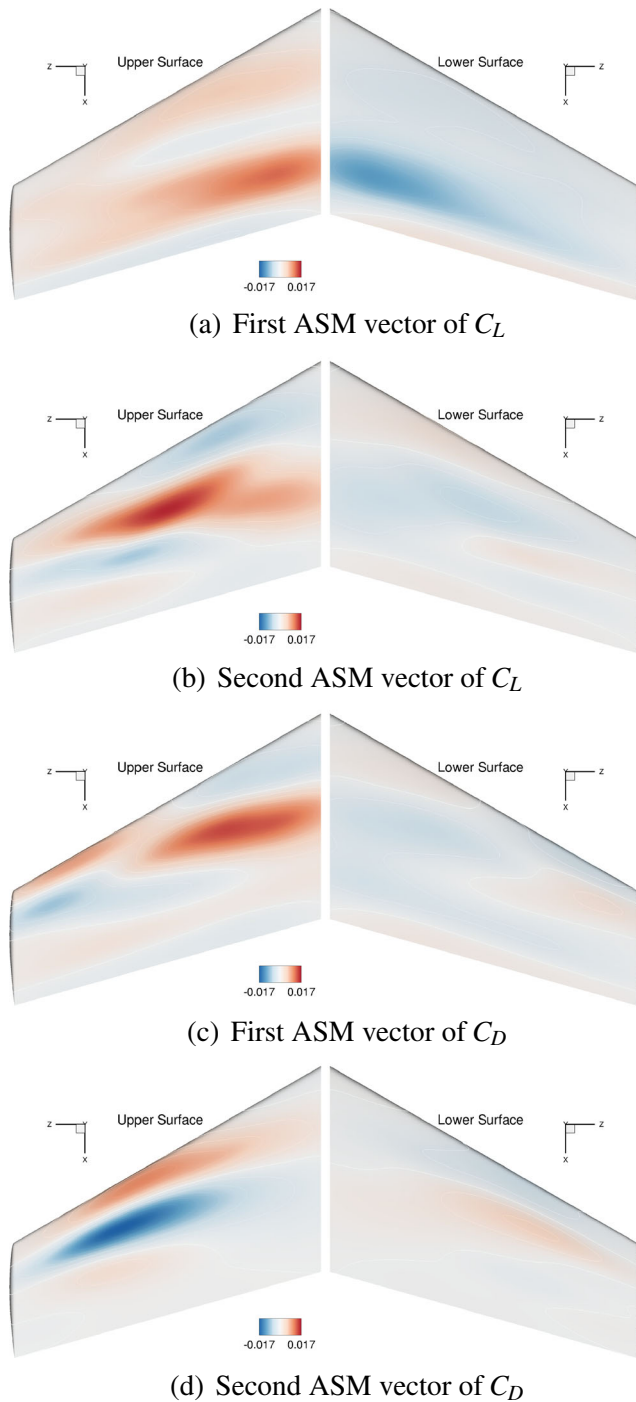 Upper Surface Lower Surface
z Y x Y z x
-0.017 0.017
(a) First ASM vector of C_L
Upper Surface Lower Surface
z Y x Y z x
-0.017 0.017
(b) Second ASM vector of C_L
Upper Surface Lower Surface
z Y x Y z x
-0.017 0.017
(c) First ASM vector of C_D
Upper Surface Lower Surface
z Y x Y z x
-0.017 0.017
(d) Second ASM vector of C_D